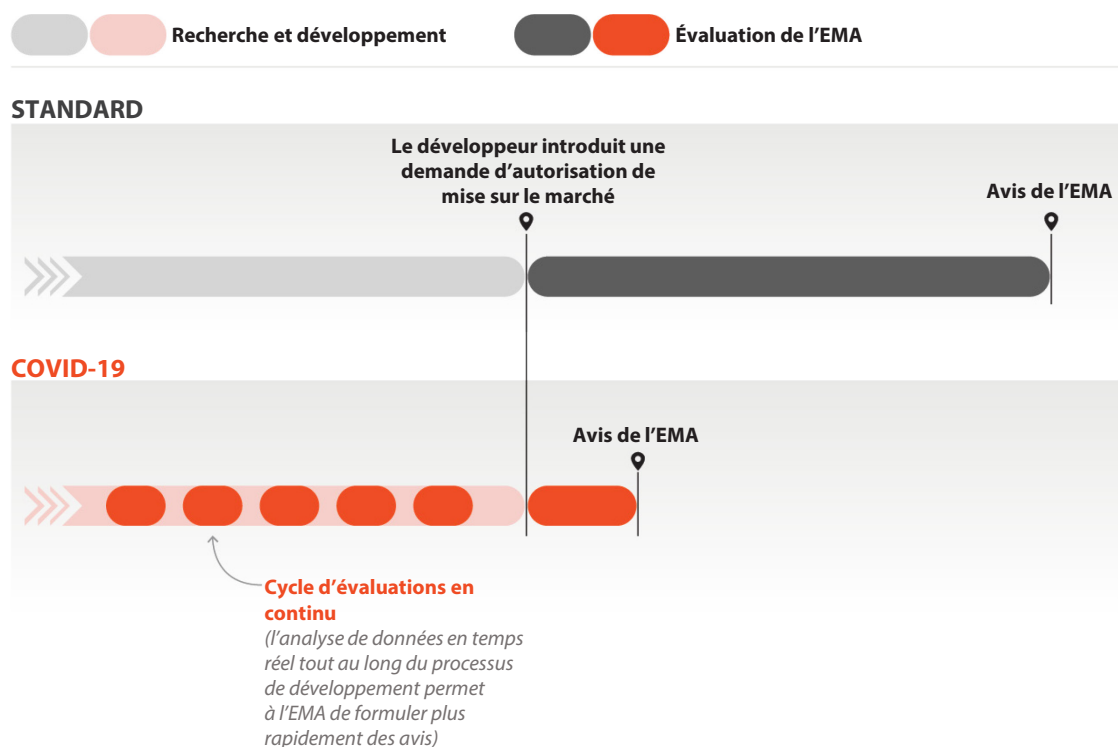 Recherche et développement
Évaluation de l’EMA
STANDARD
Le développeur introduit une
demande d’autorisation de
mise sur le marché
Avis de l’EMA
COVID-19
Avis de l’EMA
Cycle d’évaluations en
continu
(l’analyse de données en temps
réel tout au long du processus
de développement permet
à l’EMA de formuler plus
rapidement des avis)